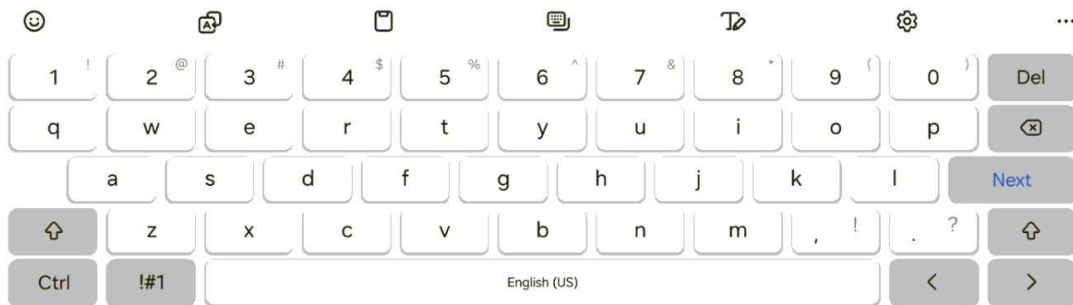 1 ! 2 @ 3 # 4 $ 5 % 6 ^ 7 & 8 * 9 ( 0 ) Del
q w e r t y u i o p
a s d f g h j k l Next
z x c v b n m , ! . ?
Ctrl !#1 English (US) < >